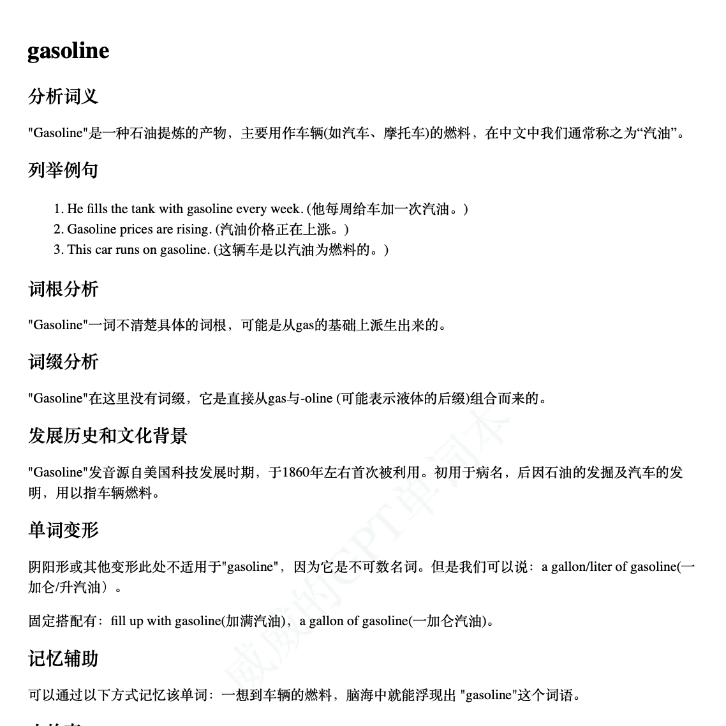 gasoline
分析词义
"Gasoline"是一种石油提炼的产物，主要用作车辆(如汽车、摩托车)的燃料，在中文中我们通常称之为“汽油”。
列举例句
1. He fills the tank with gasoline every week. (他每周给车加一次汽油。)
2. Gasoline prices are rising. (汽油价格正在上涨。)
3. This car runs on gasoline. (这辆车是以汽油为燃料的。)
词根分析
"Gasoline"一词不清楚具体的词根，可能是从gas的基础上派生出来的。
词缀分析
"Gasoline"在这里没有词缀，它是直接从gas与-oline (可能表示液体的后缀)组合而来的。
发展历史和文化背景
"Gasoline"发音源自美国科技发展时期，于1860年左右首次被利用。初用于病名，后因石油的发掘及汽车的发
明，用以指车辆燃料。
单词变形
阴阳形或其他变形此处不适用于"gasoline"，因为它是不可数名词。但是我们可以说：a gallon/liter of gasoline(一
加仑/升汽油）。
固定搭配有：fill up with gasoline(加满汽油)，a gallon of gasoline(一加仑汽油)。
记忆辅助
可以通过以下方式记忆该单词：一想到车辆的燃料，脑海中就能浮现出 "gasoline"这个词语。
威威的GPT单词本